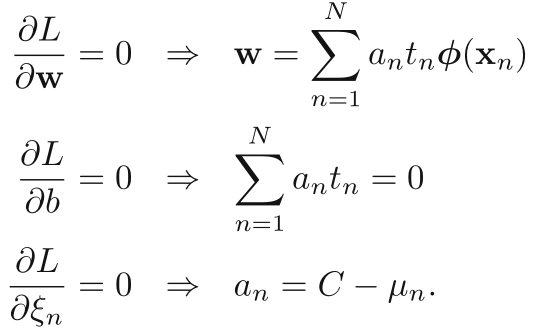 ∂L/∂𝐰 = 0 ⇒ 𝐰 = ∑_{n=1}^{N} a_n t_n 𝛟(𝐱_n)
∂L/∂b = 0 ⇒ ∑_{n=1}^{N} a_n t_n = 0
∂L/∂ξ_n = 0 ⇒ a_n = C − μ_n.